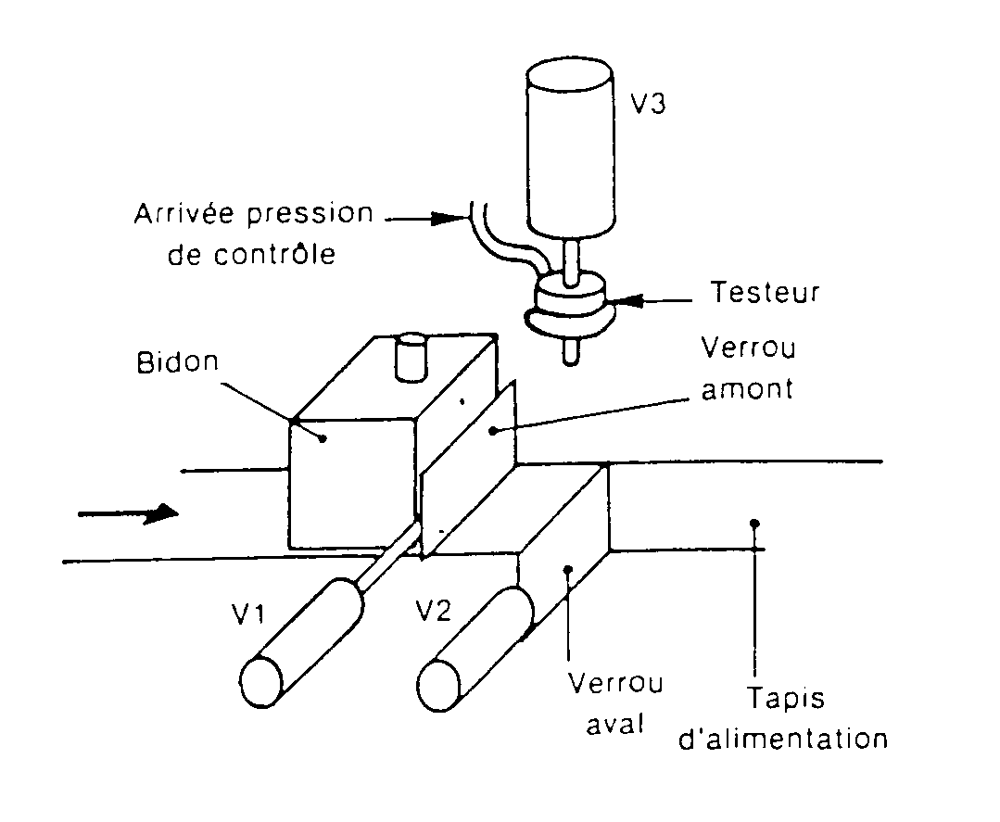 V3
Arrivée pression
de contrôle
Testeur
Bidon
Verrou
amont
V1
V2
Verrou
aval
Tapis
d'alimentation